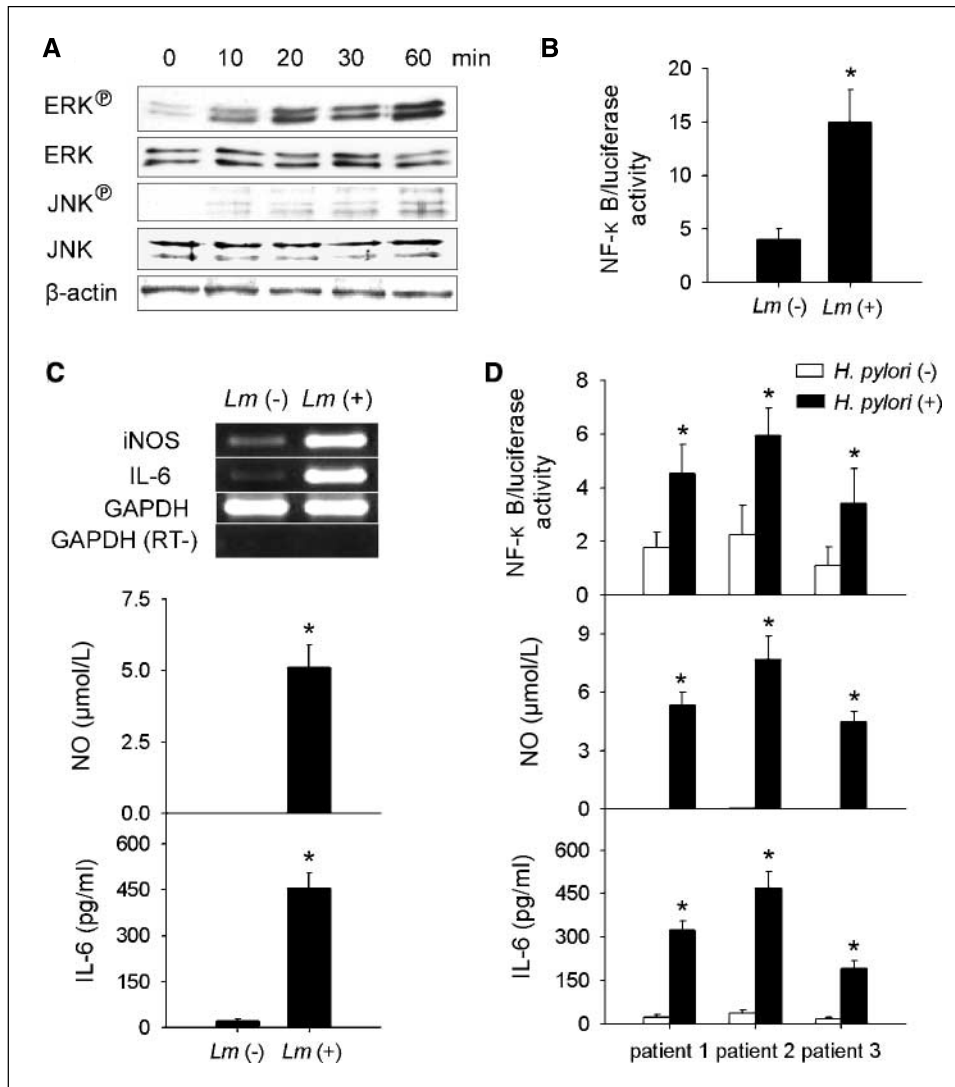 A
0 10 20 30 60 min
ERK℗
ERK
JNK℗
JNK
β-actin
B
NF-κ B/luciferase
activity
20
15
10
5
0
*
Lm (-) Lm (+)
C
Lm (-) Lm (+)
iNOS
IL-6
GAPDH
GAPDH (RT-)
NO (µmol/L)
7.5
5.0
2.5
0.0
*
IL-6 (pg/ml)
600
450
300
150
0
*
Lm (-) Lm (+)
D
H. pylori (-)
H. pylori (+)
NF-κ B/luciferase
activity
8
6
4
2
0
* * *
NO (µmol/L)
9
6
3
0
* * *
IL-6 (pg/ml)
600
450
300
150
0
* * *
patient 1 patient 2 patient 3